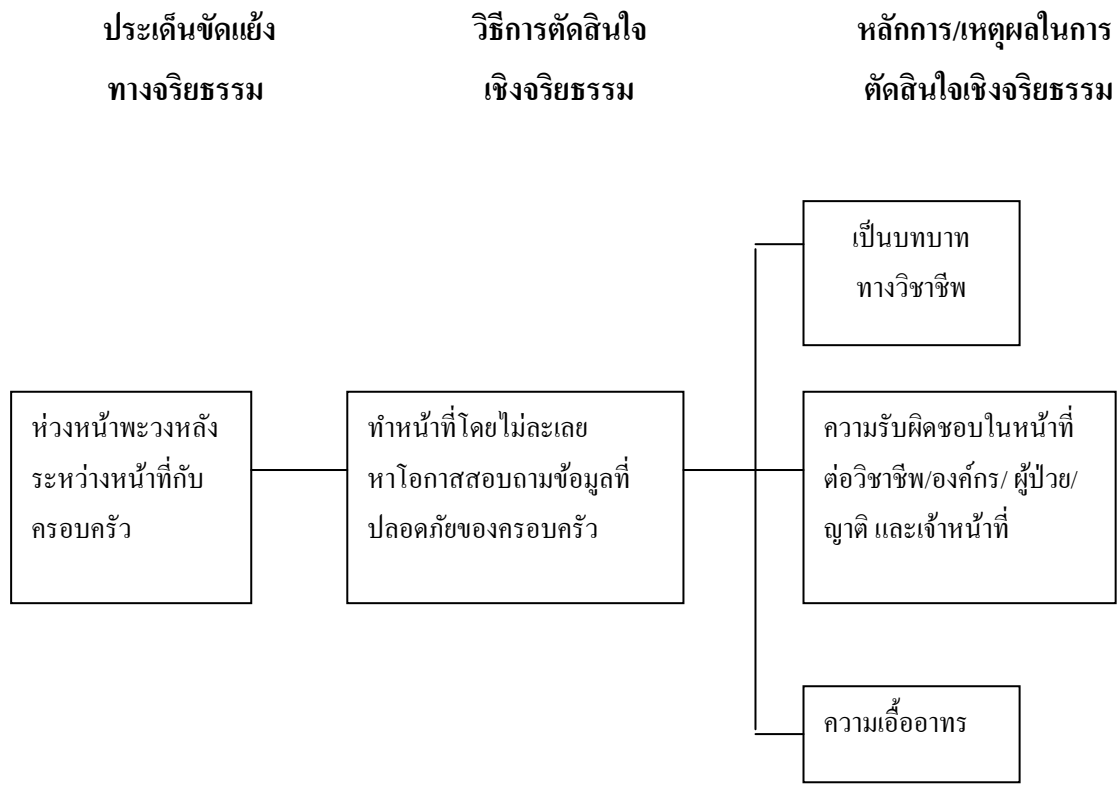 ประเด็นขัดแย้ง
ทางจริยธรรม
วิธีการตัดสินใจ
เชิงจริยธรรม
หลักการ/เหตุผลในการ
ตัดสินใจเชิงจริยธรรม
เป็นบทบาท
ทางวิชาชีพ
ห่วงหน้าพะวงหลัง
ระหว่างหน้าที่กับ
ครอบครัว
ทำหน้าที่โดยไม่ละเลย
หาโอกาสสอบถามข้อมูลที่
ปลอดภัยของครอบครัว
ความรับผิดชอบในหน้าที่
ต่อวิชาชีพ/องค์กร/ ผู้ป่วย/
ญาติ และเจ้าหน้าที่
ความเอื้ออาทร